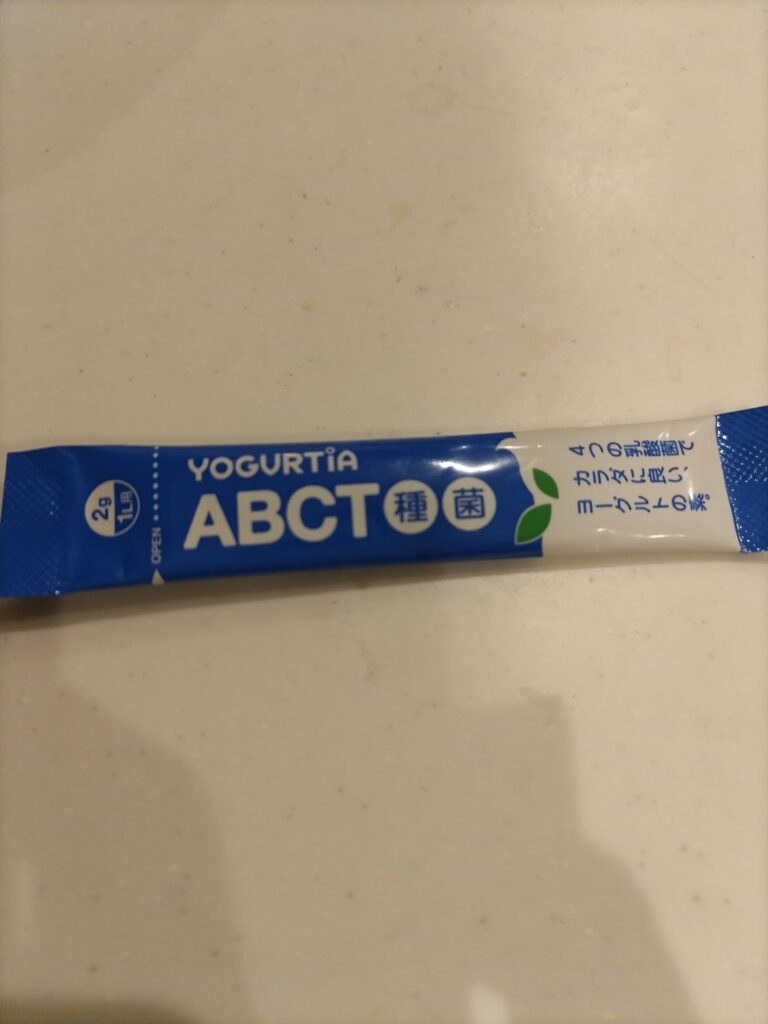 2g
1L用
OPEN
YOGURTiA
ABCT種菌
4つの乳酸菌で
カラダに良い、
ヨーグルトの素。